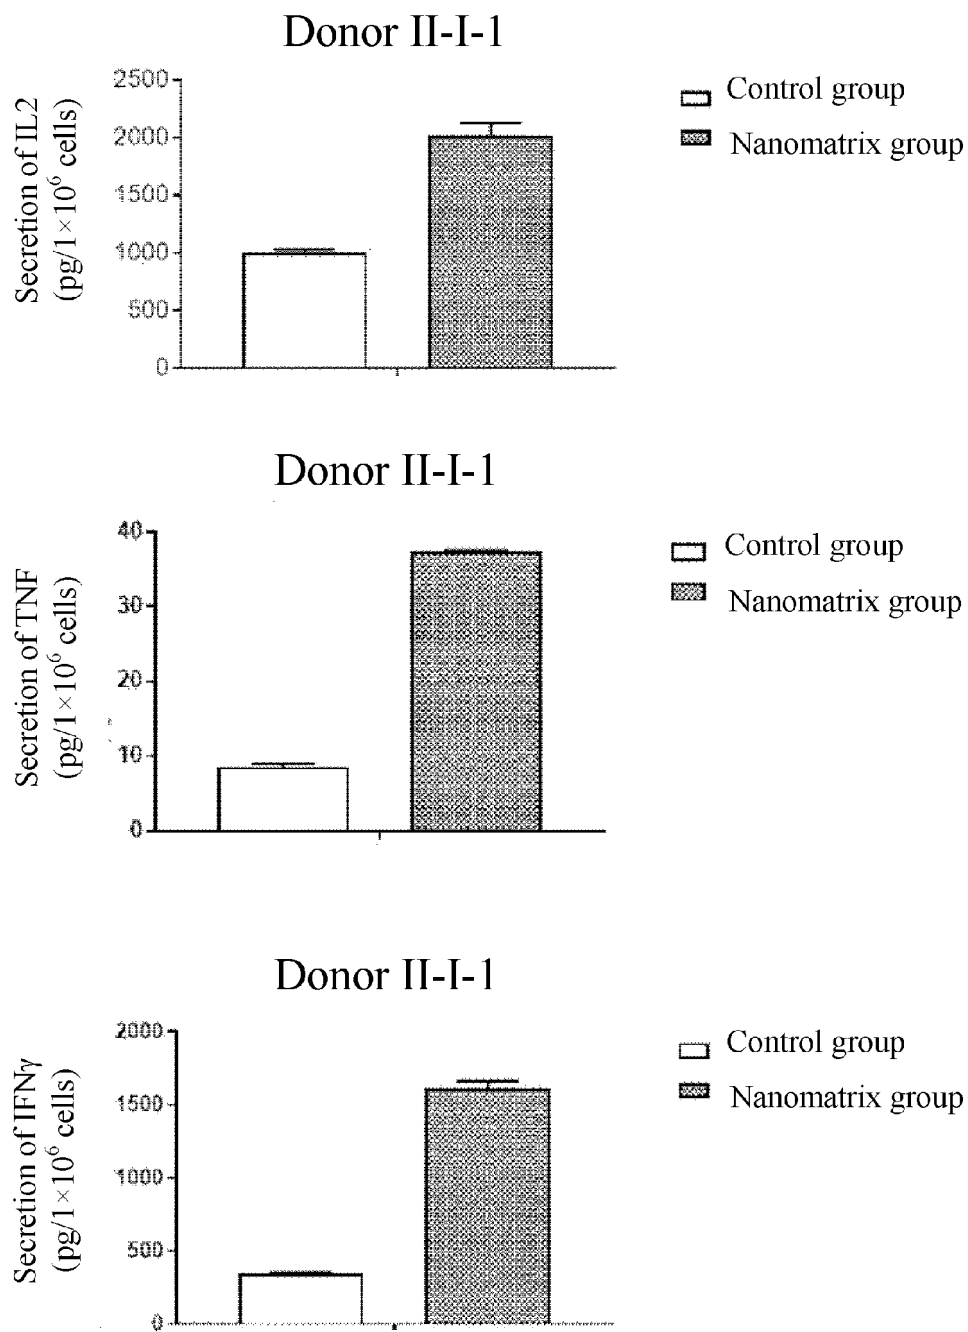 Donor II-I-1
Secretion of IL2
(pg/1×10⁶ cells)
2500
2000
1500
1000
500
0
Control group
Nanomatrix group
Donor II-I-1
Secretion of TNF
(pg/1×10⁶ cells)
40
30
20
10
0
Control group
Nanomatrix group
Donor II-I-1
Secretion of IFNγ
(pg/1×10⁶ cells)
2000
1500
1000
500
0
Control group
Nanomatrix group